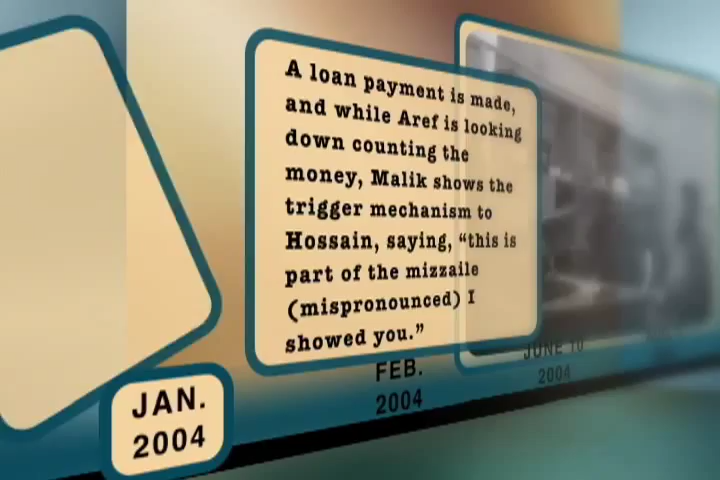 A loan payment is made,
and while Aref is looking
down counting the
money, Malik shows the
trigger mechanism to
Hossain, saying, “this is
part of the mizzaile
(mispronounced) I
showed you.”
JAN.
2004
FEB.
2004
JUNE 10
2004